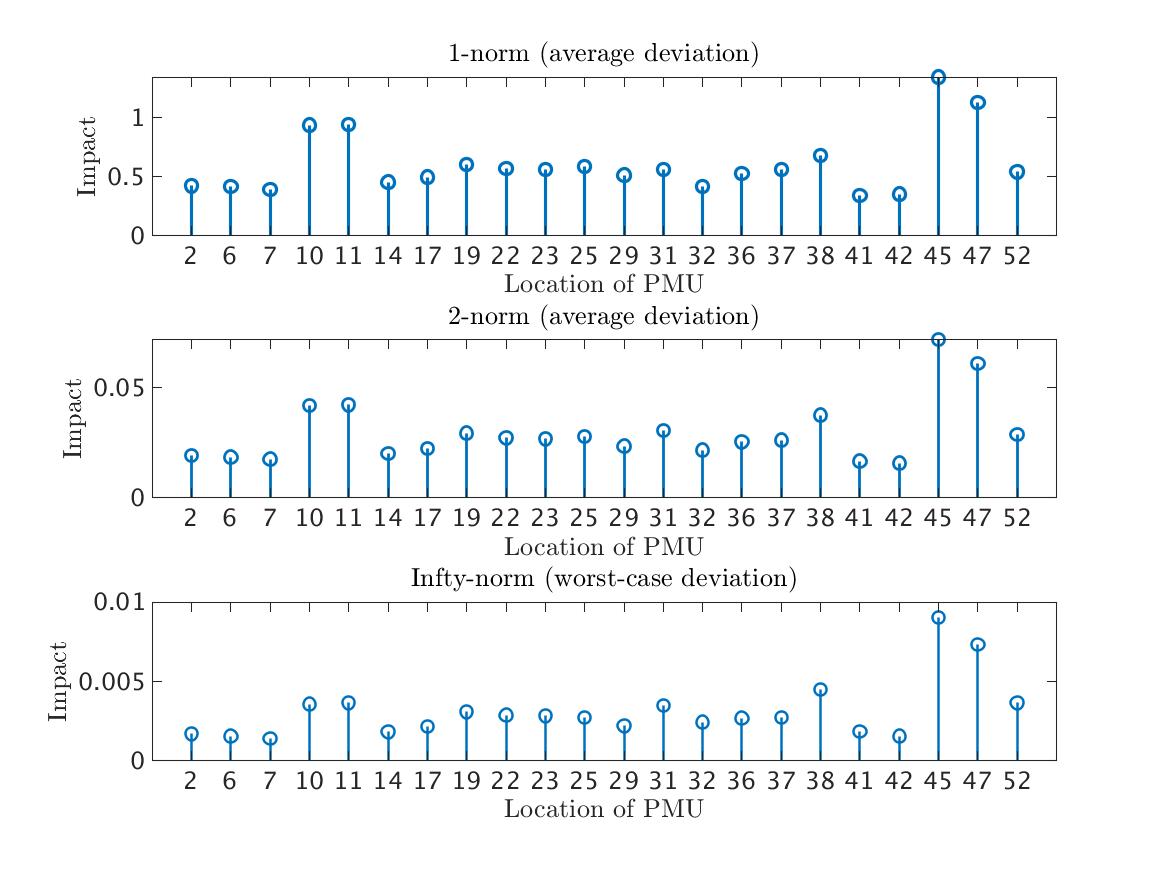 1-norm (average deviation)
Impact
1
0.5
0
2 6 7 10 11 14 17 19 22 23 25 29 31 32 36 37 38 41 42 45 47 52
Location of PMU
2-norm (average deviation)
Impact
0.05
0
2 6 7 10 11 14 17 19 22 23 25 29 31 32 36 37 38 41 42 45 47 52
Location of PMU
Infty-norm (worst-case deviation)
Impact
0.01
0.005
0
2 6 7 10 11 14 17 19 22 23 25 29 31 32 36 37 38 41 42 45 47 52
Location of PMU